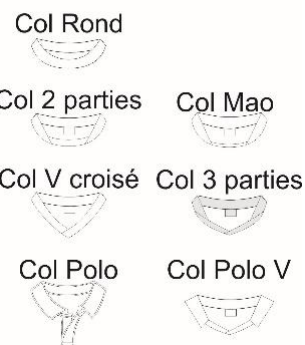 Col Rond
Col 2 parties Col Mao
Col V croisé Col 3 parties
Col Polo Col Polo V